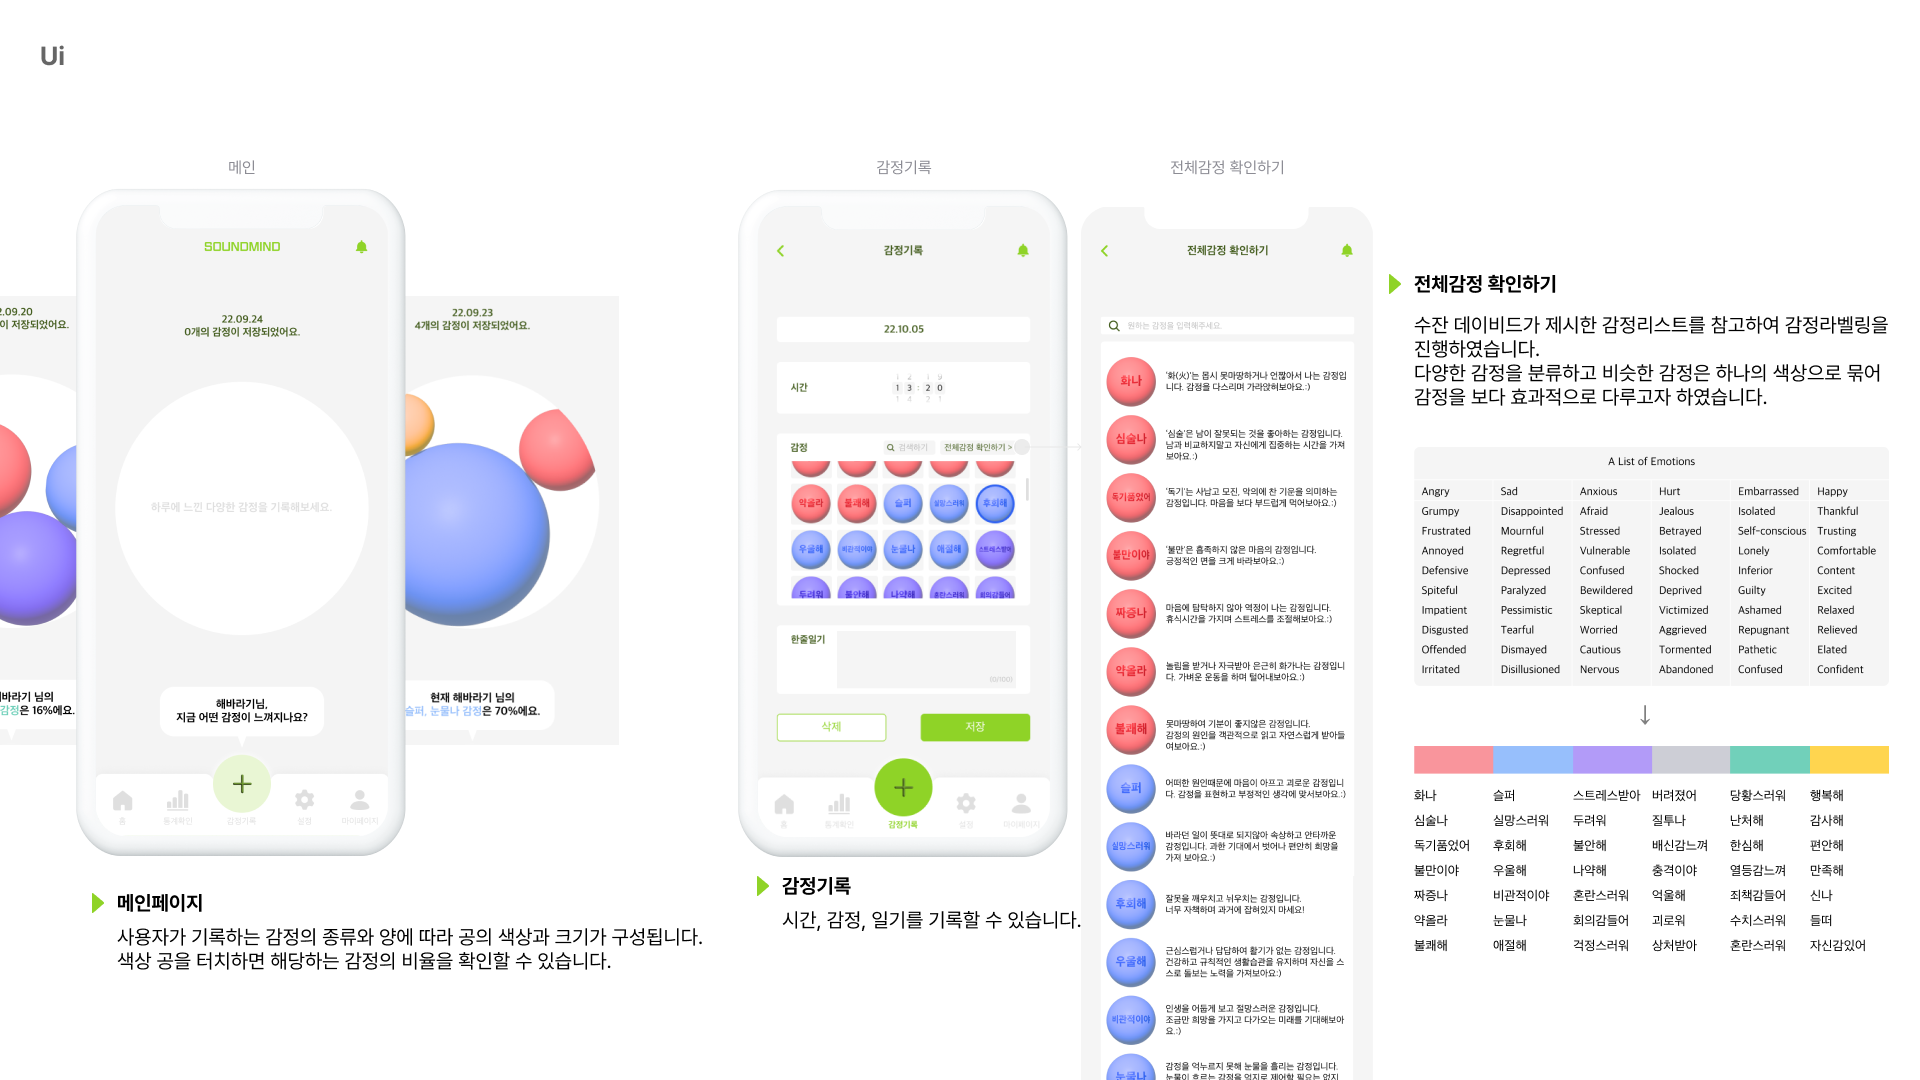 Ui
메인
.09.20
이 저장되었어요.
바라기 님의
감정은 16%에요.
SOUNDMIND
22.09.24
0개의 감정이 저장되었어요.
하루에 느낀 다양한 감정을 기록해보세요.
해바라기님,
지금 어떤 감정이 느껴지나요?
홈
통계확인
감정기록
설정
마이페이지
22.09.23
4개의 감정이 저장되었어요.
현재 해바라기 님의
슬퍼, 눈물나 감정은 70%에요.
메인페이지
사용자가 기록하는 감정의 종류와 양에 따라 공의 색상과 크기가 구성됩니다.
색상 공을 터치하면 해당하는 감정의 비율을 확인할 수 있습니다.
감정기록
감정기록
22.10.05
시간
13:20
감정
검색하기
전체감정 확인하기 >
약올라 불쾌해 슬퍼 실망스러워 후회해
우울해 비관적이야 눈물나 애절해 스트레스받아
두려워 불안해 나약해 혼란스러워 회의감들어
한줄일기
삭제
저장
홈
통계확인
감정기록
설정
마이페이지
감정기록
시간, 감정, 일기를 기록할 수 있습니다.
전체감정 확인하기
전체감정 확인하기
원하는 감정을 입력해주세요.
화나
'화(火)'는 몹시 못마땅하거나 언짢아서 나는 감정입
니다. 감정을 다스리며 가라앉혀보아요.:)
심술나
'심술'은 남이 잘못되는 것을 좋아하는 감정입니다.
남과 비교하지말고 자신에게 집중하는 시간을 가져
보아요.:)
독기품었어
'독기'는 사납고 모진, 악의에 찬 기운을 의미하는
감정입니다. 마음을 보다 부드럽게 먹어보아요.:)
불만이야
'불만'은 흡족하지 않은 마음의 감정입니다.
긍정적인 면을 크게 바라보아요.:)
짜증나
마음에 탐탁하지 않아 역정이 나는 감정입니다.
휴식시간을 가지며 스트레스를 조절해보아요.:)
약올라
놀림을 받거나 자극받아 은근히 화가나는 감정입니
다. 가벼운 운동을 하며 털어내보아요.:)
불쾌해
못마땅하여 기분이 좋지않은 감정입니다.
감정의 원인을 객관적으로 읽고 자연스럽게 받아들
여보아요.:)
슬퍼
어떠한 원인때문에 마음이 아프고 괴로운 감정입니
다. 감정을 표현하고 부정적인 생각에 맞서보아요.:)
실망스러워
바라던 일이 뜻대로 되지않아 속상하고 안타까운
감정입니다. 과한 기대에서 벗어나 편안히 희망을
가져 보아요.:)
후회해
잘못을 깨우치고 뉘우치는 감정입니다.
너무 자책하며 과거에 잡혀있지 마세요!
우울해
근심스럽거나 답답하여 활기가 없는 감정입니다.
건강하고 규칙적인 생활습관을 유지하며 자신을 스
스로 돌보는 노력을 가져보아요:)
비관적이야
인생을 어둡게 보고 절망스러운 감정입니다.
조금만 희망을 가지고 다가오는 미래를 기대해보아
요.:)
눈물나
감정을 억누르지 못해 눈물을 흘리는 감정입니다.
눈물이 흐르는 감정을 억지로 제어할 필요는 없지
전체감정 확인하기
수잔 데이비드가 제시한 감정리스트를 참고하여 감정라벨링을
진행하였습니다.
다양한 감정을 분류하고 비슷한 감정은 하나의 색상으로 묶어
감정을 보다 효과적으로 다루고자 하였습니다.
A List of Emotions
Angry Sad Anxious Hurt Embarrassed Happy
Grumpy Disappointed Afraid Jealous Isolated Thankful
Frustrated Mournful Stressed Betrayed Self-conscious Trusting
Annoyed Regretful Vulnerable Isolated Lonely Comfortable
Defensive Depressed Confused Shocked Inferior Content
Spiteful Paralyzed Bewildered Deprived Guilty Excited
Impatient Pessimistic Skeptical Victimized Ashamed Relaxed
Disgusted Tearful Worried Aggrieved Repugnant Relieved
Offended Dismayed Cautious Tormented Pathetic Elated
Irritated Disillusioned Nervous Abandoned Confused Confident
↓
화나 슬퍼 스트레스받아 버려졌어 당황스러워 행복해
심술나 실망스러워 두려워 질투나 난처해 감사해
독기품었어 후회해 불안해 배신감느껴 한심해 편안해
불만이야 우울해 나약해 충격이야 열등감느껴 만족해
짜증나 비관적이야 혼란스러워 억울해 죄책감들어 신나
약올라 눈물나 회의감들어 괴로워 수치스러워 들떠
불쾌해 애절해 걱정스러워 상처받아 혼란스러워 자신감있어